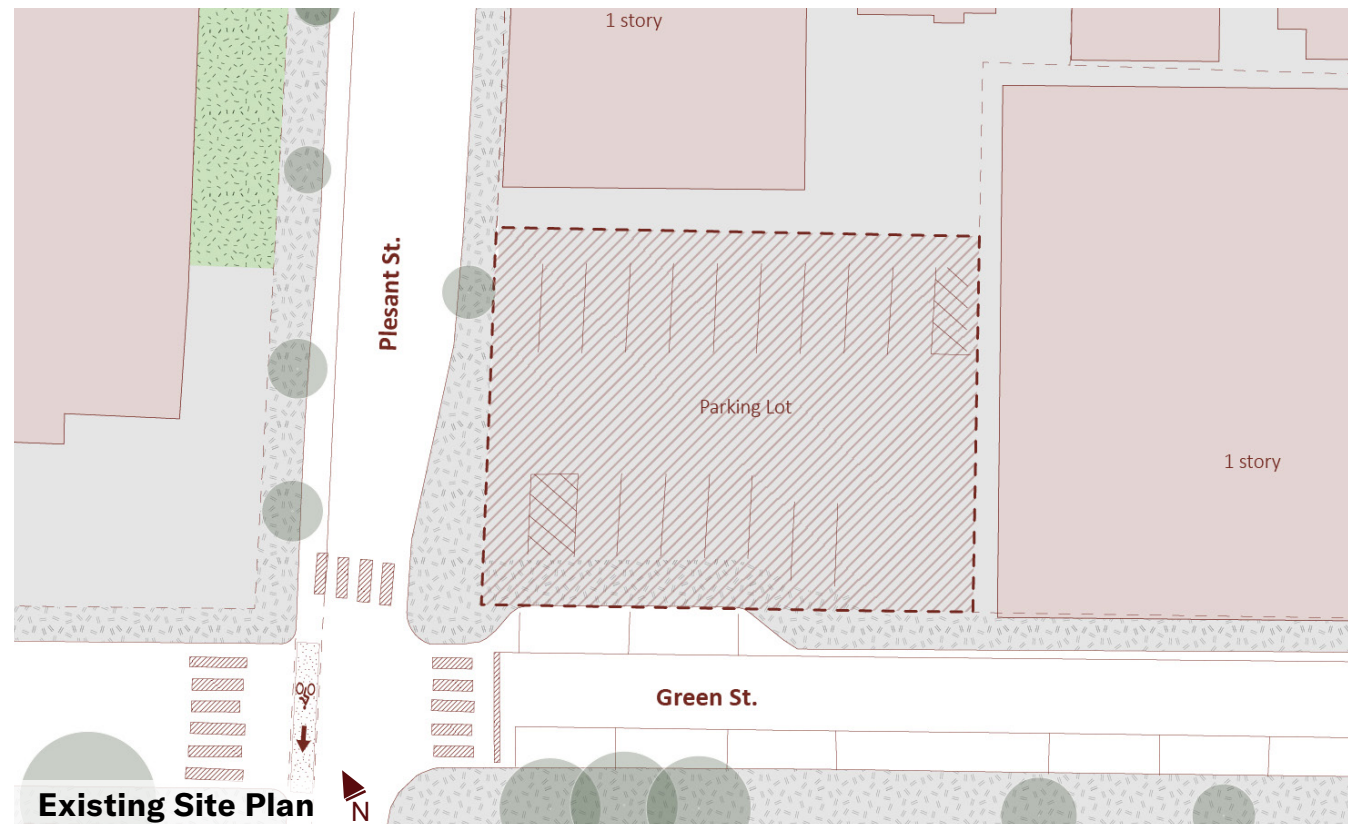 1 story
Plesant St.
Parking Lot
1 story
Green St.
Existing Site Plan
N